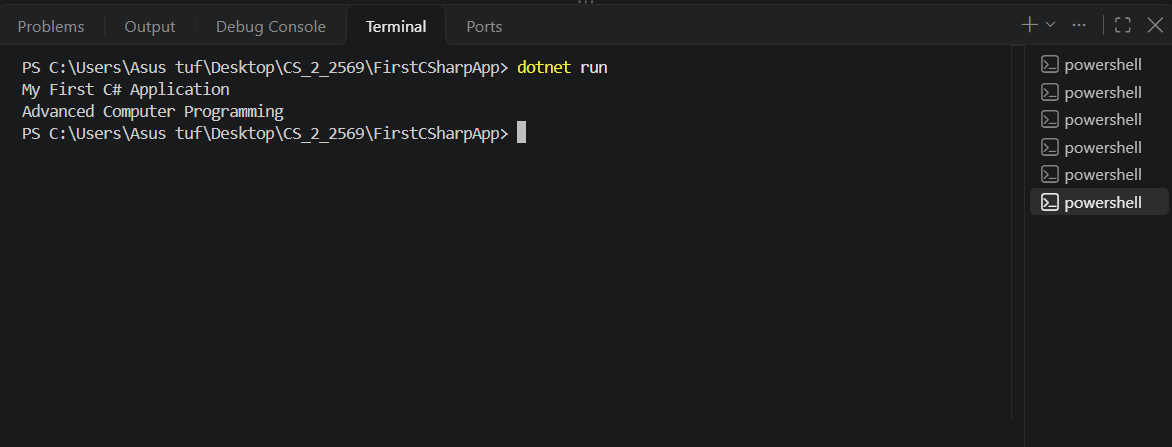 Problems Output Debug Console Terminal Ports
PS C:\Users\Asus tuf\Desktop\CS_2_2569\FirstCSharpApp> dotnet run
My First C# Application
Advanced Computer Programming
PS C:\Users\Asus tuf\Desktop\CS_2_2569\FirstCSharpApp>
powershell
powershell
powershell
powershell
powershell
powershell